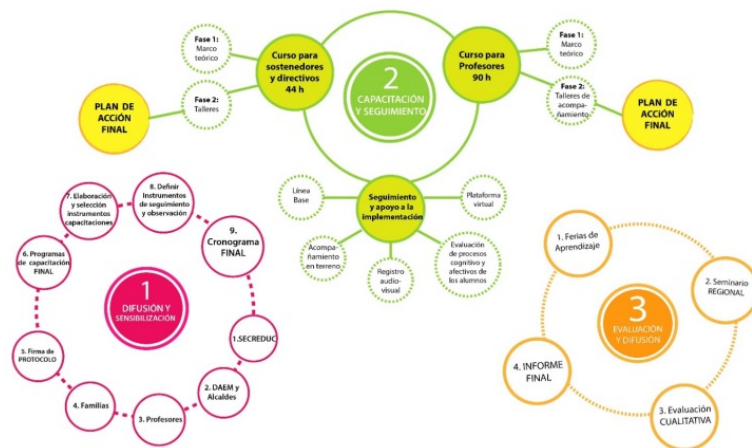 Fase 1:
Marco
teórico
Curso para
sostenedores
y directivos
44 h
Fase 2:
Talleres
PLAN DE
ACCIÓN
FINAL
2
CAPACITACIÓN
Y SEGUIMIENTO
Curso para
Profesores
90 h
Fase 1:
Marco
teórico
Fase 2:
Talleres de
acompa-
ñamiento
PLAN DE
ACCIÓN
FINAL
Seguimiento
y apoyo a la
implementación
Línea
Base
Plataforma
virtual
Acompa-
ñamiento
en terreno
Registro
audio-
visual
Evaluación
de procesos
cognitivo y
afectivos de
los alumnos
1
DIFUSIÓN Y
SENSIBILIZACIÓN
1.SECREDUC
2. DAEM y
Alcaldes
3. Profesores
4. Familias
5. Firma de
PROTOCOLO
6. Programas
de capacitación
FINAL
7. Elaboración
y selección
instrumentos
capacitaciones
8. Definir
Instrumentos
de seguimiento
y observación
9.
Cronograma
FINAL
3
EVALUACIÓN
Y DIFUSIÓN
1. Ferias de
Aprendizaje
2. Seminario
REGIONAL
3. Evaluación
CUALITATIVA
4. INFORME
FINAL